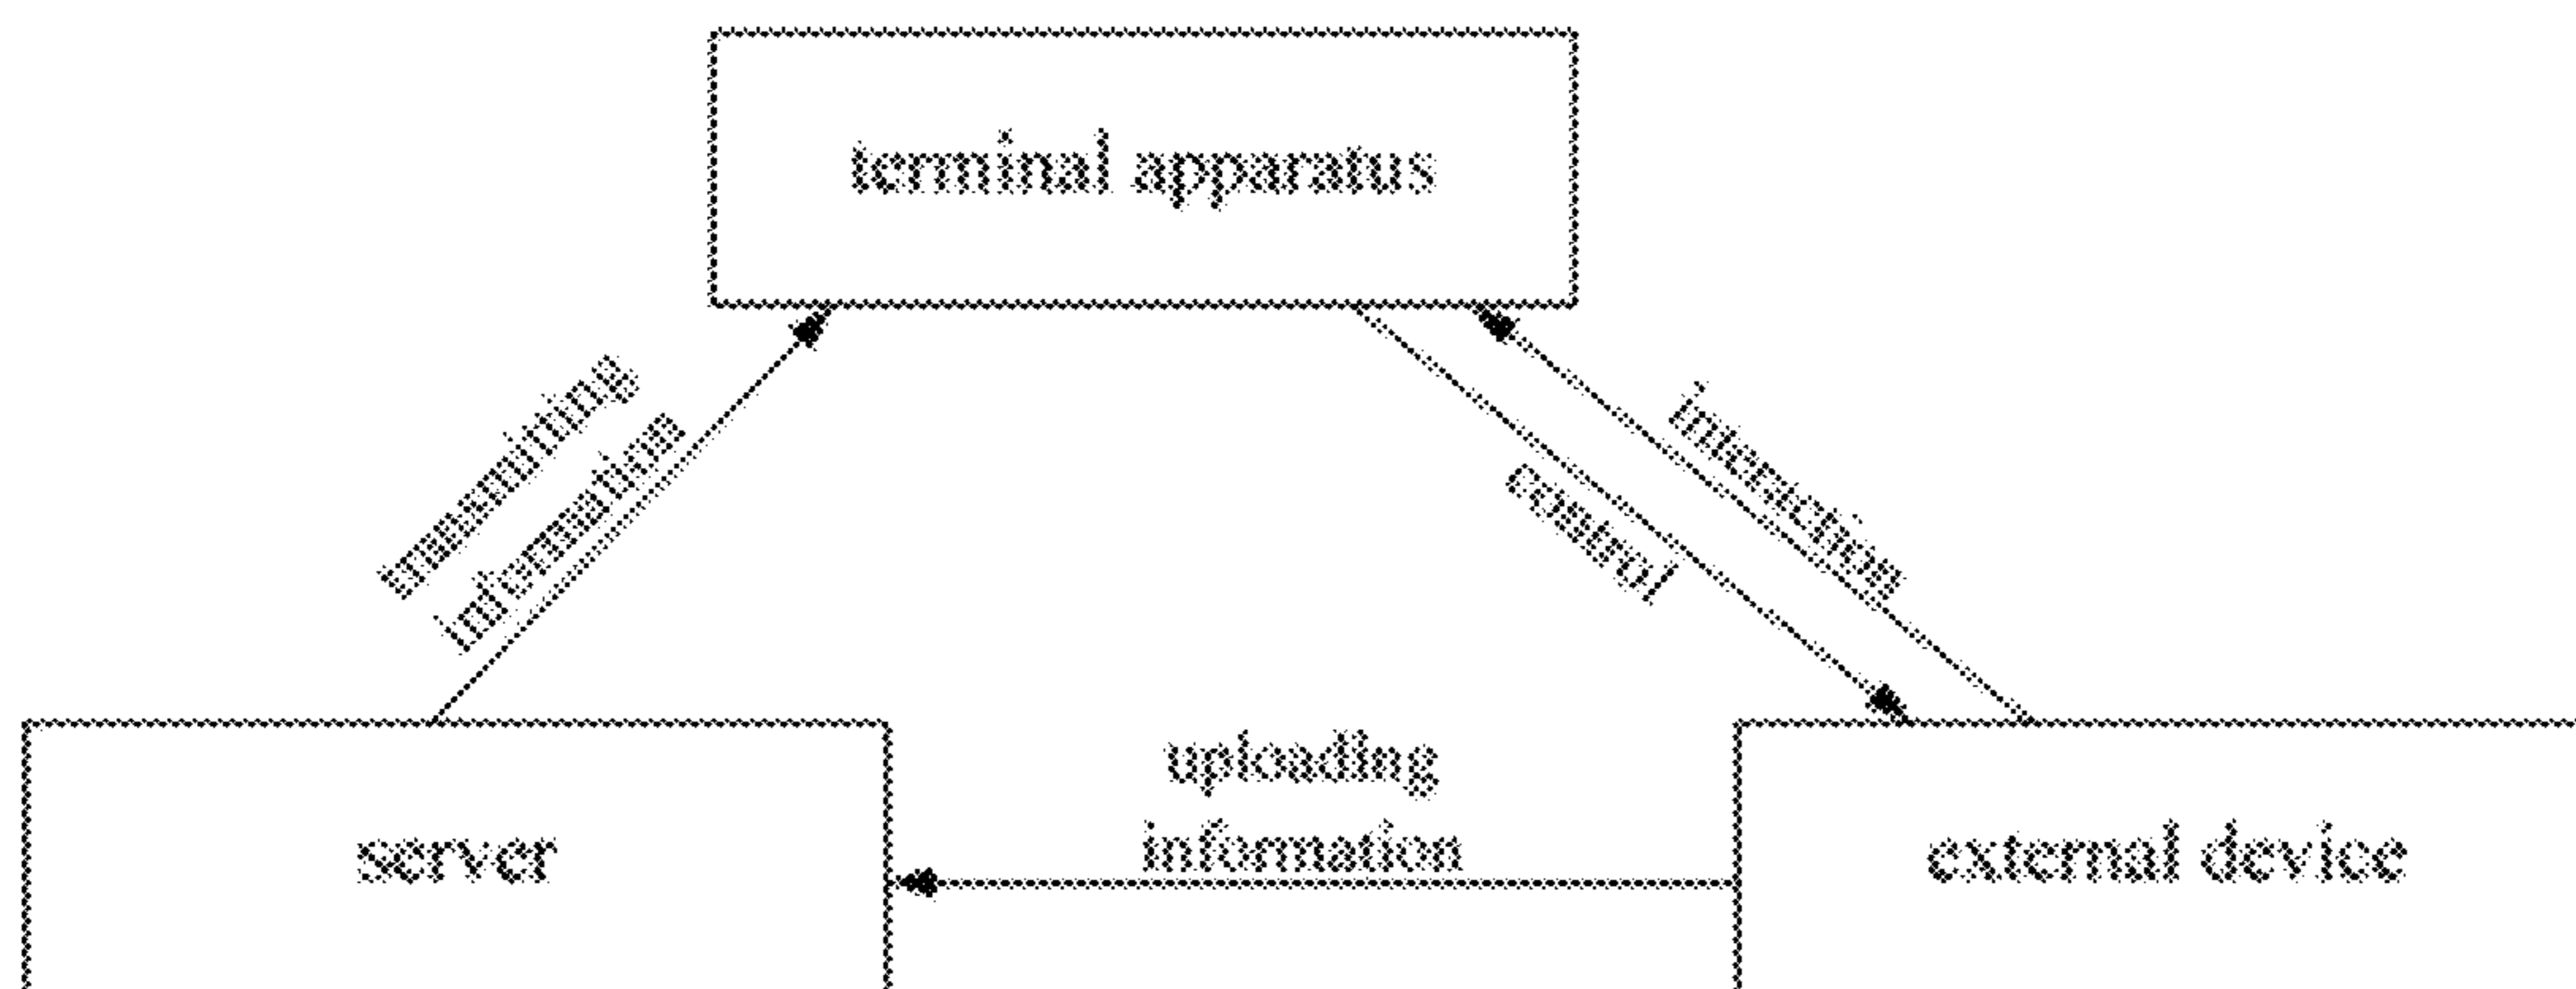 terminal apparatus
transmitting
information
interaction
control
uploading
information
server
external device